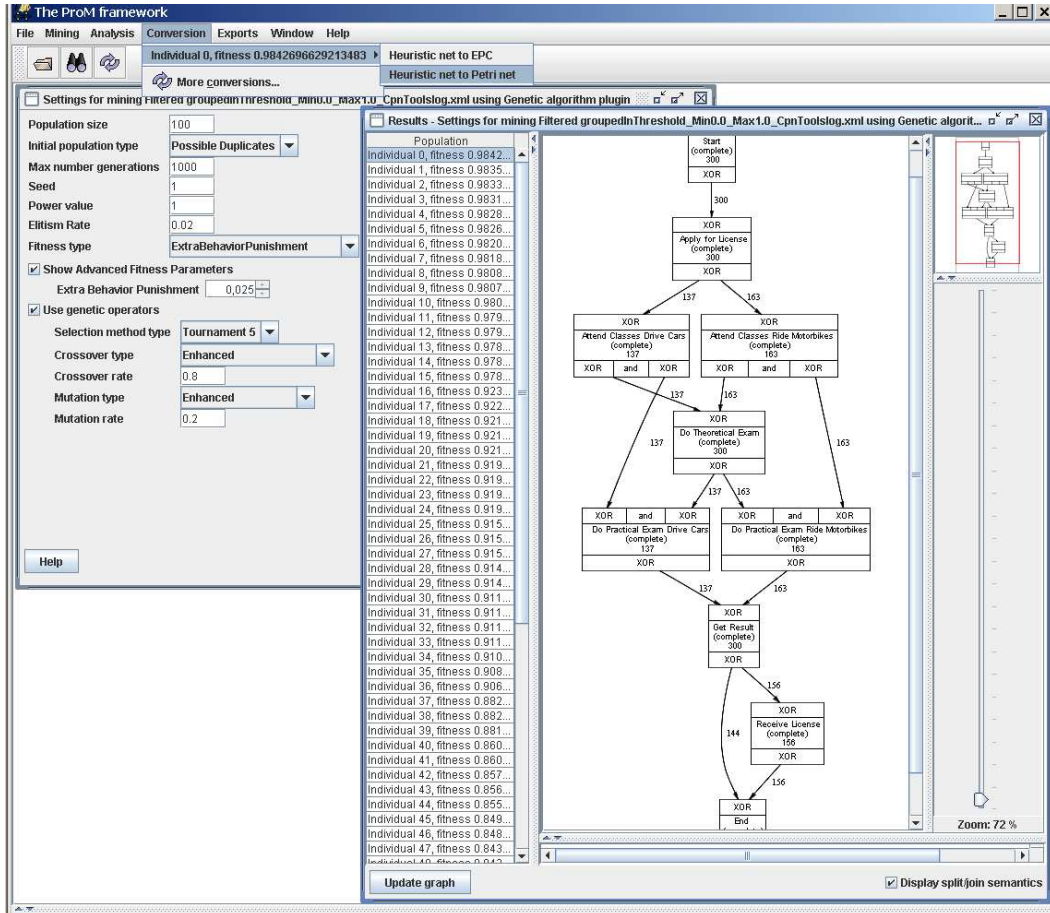 The ProM framework
File Mining Analysis Conversion Exports Window Help
Individual 0, fitness 0.9842696629213483
Heuristic net to EPC
Heuristic net to Petri net
More conversions...
Settings for mining Filtered groupedInThreshold_Min0.0_Max1.0_CpnToolslog.xml using Genetic algorithm plugin
Population size 100
Initial population type Possible Duplicates
Max number generations 1000
Seed 1
Power value 1
Elitism Rate 0.02
Fitness type ExtraBehaviorPunishment
Show Advanced Fitness Parameters
Extra Behavior Punishment 0,025
Use genetic operators
Selection method type Tournament 5
Crossover type Enhanced
Crossover rate 0.8
Mutation type Enhanced
Mutation rate 0.2
Help
Results - Settings for mining Filtered groupedInThreshold_Min0.0_Max1.0_CpnToolslog.xml using Genetic algorit...
Population
Individual 0, fitness 0.9842...
Individual 1, fitness 0.9835...
Individual 2, fitness 0.9833...
Individual 3, fitness 0.9831...
Individual 4, fitness 0.9828...
Individual 5, fitness 0.9826...
Individual 6, fitness 0.9820...
Individual 7, fitness 0.9818...
Individual 8, fitness 0.9808...
Individual 9, fitness 0.9807...
Individual 10, fitness 0.980...
Individual 11, fitness 0.979...
Individual 12, fitness 0.979...
Individual 13, fitness 0.978...
Individual 14, fitness 0.978...
Individual 15, fitness 0.978...
Individual 16, fitness 0.923...
Individual 17, fitness 0.922...
Individual 18, fitness 0.921...
Individual 19, fitness 0.921...
Individual 20, fitness 0.921...
Individual 21, fitness 0.919...
Individual 22, fitness 0.919...
Individual 23, fitness 0.919...
Individual 24, fitness 0.919...
Individual 25, fitness 0.915...
Individual 26, fitness 0.915...
Individual 27, fitness 0.915...
Individual 28, fitness 0.914...
Individual 29, fitness 0.914...
Individual 30, fitness 0.911...
Individual 31, fitness 0.911...
Individual 32, fitness 0.911...
Individual 33, fitness 0.911...
Individual 34, fitness 0.910...
Individual 35, fitness 0.908...
Individual 36, fitness 0.906...
Individual 37, fitness 0.882...
Individual 38, fitness 0.882...
Individual 39, fitness 0.881...
Individual 40, fitness 0.860...
Individual 41, fitness 0.860...
Individual 42, fitness 0.857...
Individual 43, fitness 0.856...
Individual 44, fitness 0.855...
Individual 45, fitness 0.849...
Individual 46, fitness 0.848...
Individual 47, fitness 0.843...
Start
(complete)
300
XOR
300
XOR
Apply for License
(complete)
300
XOR
137 163
XOR
Attend Classes Drive Cars
(complete)
137
XOR and XOR
XOR
Attend Classes Ride Motorbikes
(complete)
163
XOR and XOR
137 163
XOR
Do Theoretical Exam
(complete)
300
XOR
137 163
137 163
XOR and XOR
Do Practical Exam Drive Cars
(complete)
137
XOR
XOR and XOR
Do Practical Exam Ride Motorbikes
(complete)
163
XOR
137 163
XOR
Get Result
(complete)
300
XOR
156
XOR
Receive License
(complete)
156
XOR
144
156
XOR
End
Zoom: 72 %
Update graph
Display split/join semantics